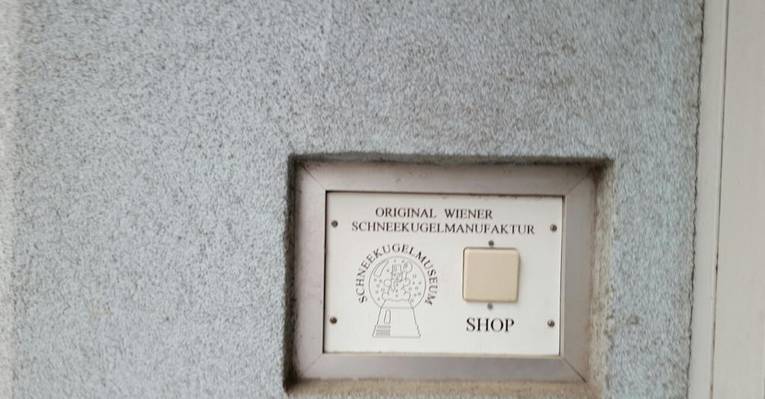 ORIGINAL WIENER
SCHNEEKUGELMANUFAKTUR
SCHNEEKUGELMUSEUM
SHOP